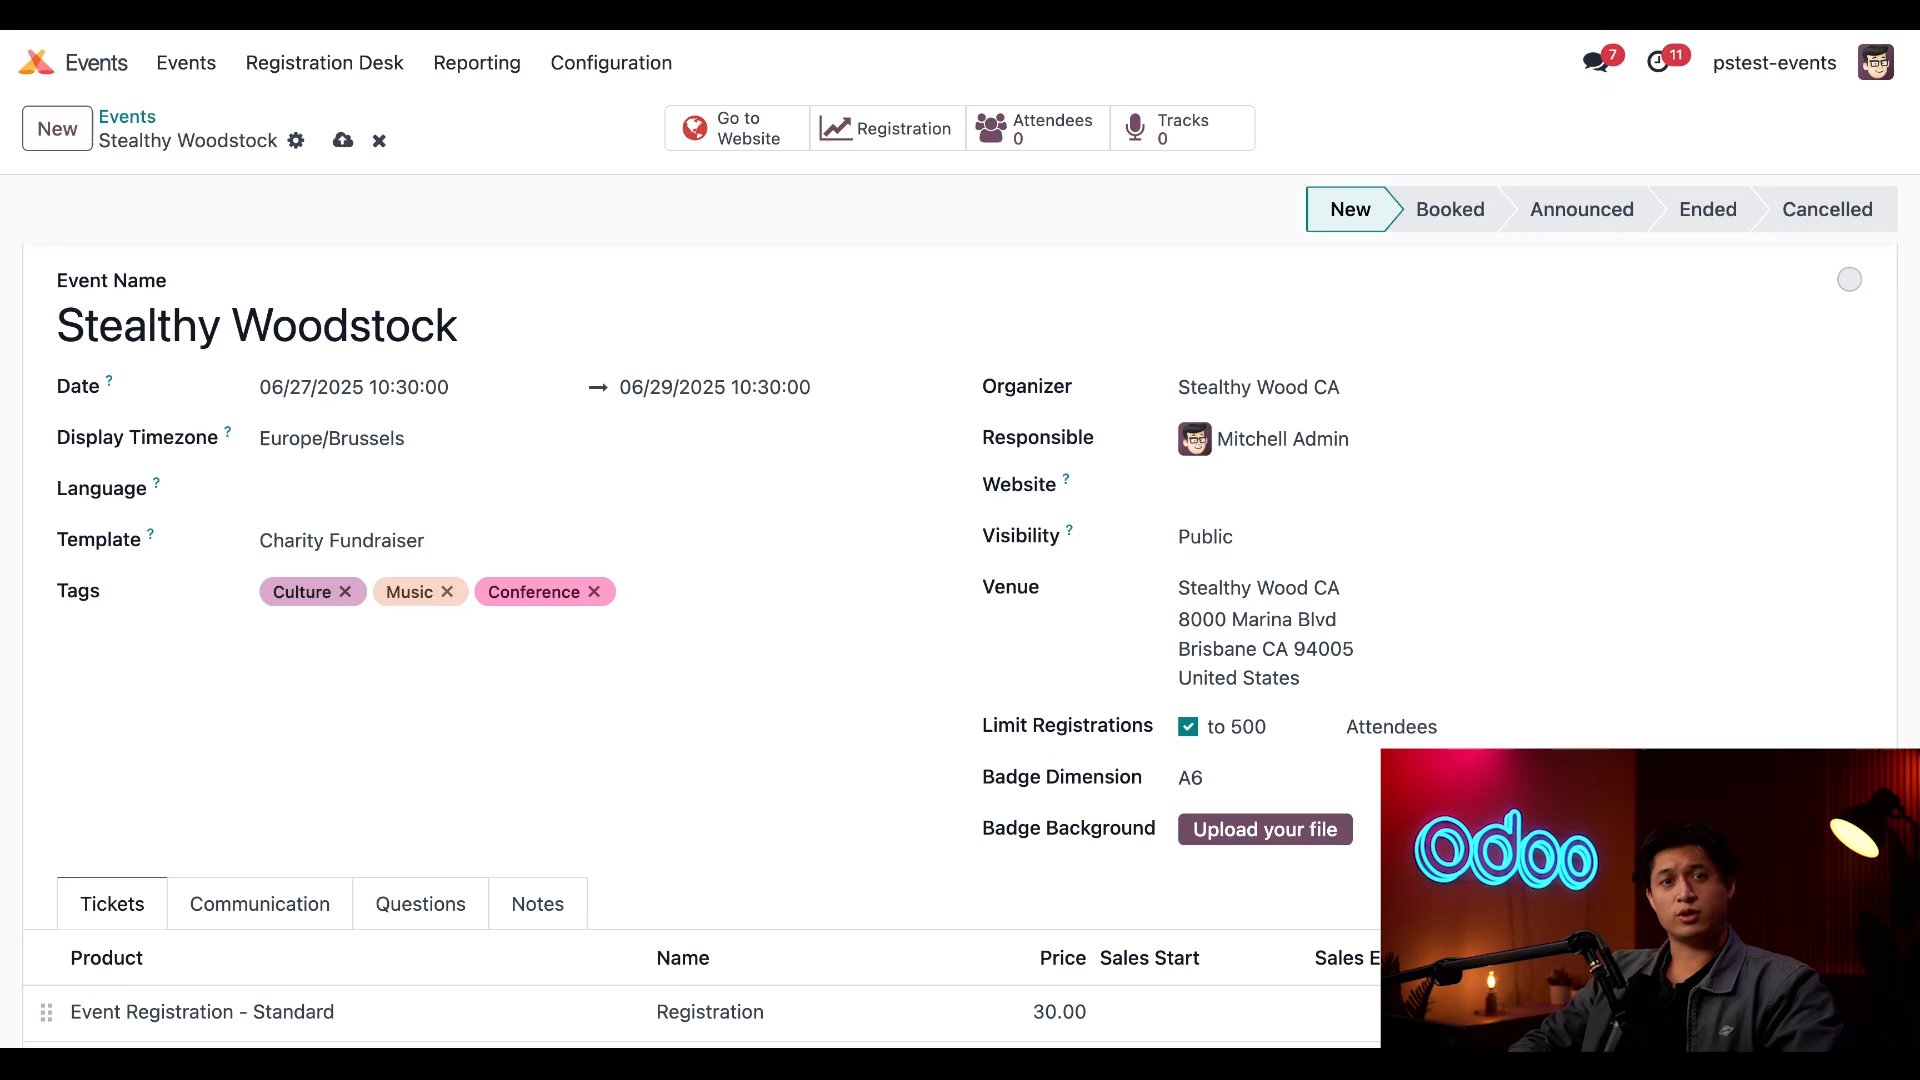 Events Events Registration Desk Reporting Configuration 7 11 pstest-events
New Events
Stealthy Woodstock
Go to Website Registration Attendees 0 Tracks 0
New Booked Announced Ended Cancelled
Event Name
Stealthy Woodstock
Date ? 06/27/2025 10:30:00 → 06/29/2025 10:30:00
Display Timezone ? Europe/Brussels
Language ?
Template ? Charity Fundraiser
Tags Culture Music Conference
Organizer Stealthy Wood CA
Responsible Mitchell Admin
Website ?
Visibility ? Public
Venue Stealthy Wood CA
8000 Marina Blvd
Brisbane CA 94005
United States
Limit Registrations to 500 Attendees
Badge Dimension A6
Badge Background Upload your file
odoo
Tickets Communication Questions Notes
Product Name Price Sales Start Sales E
Event Registration - Standard Registration 30.00